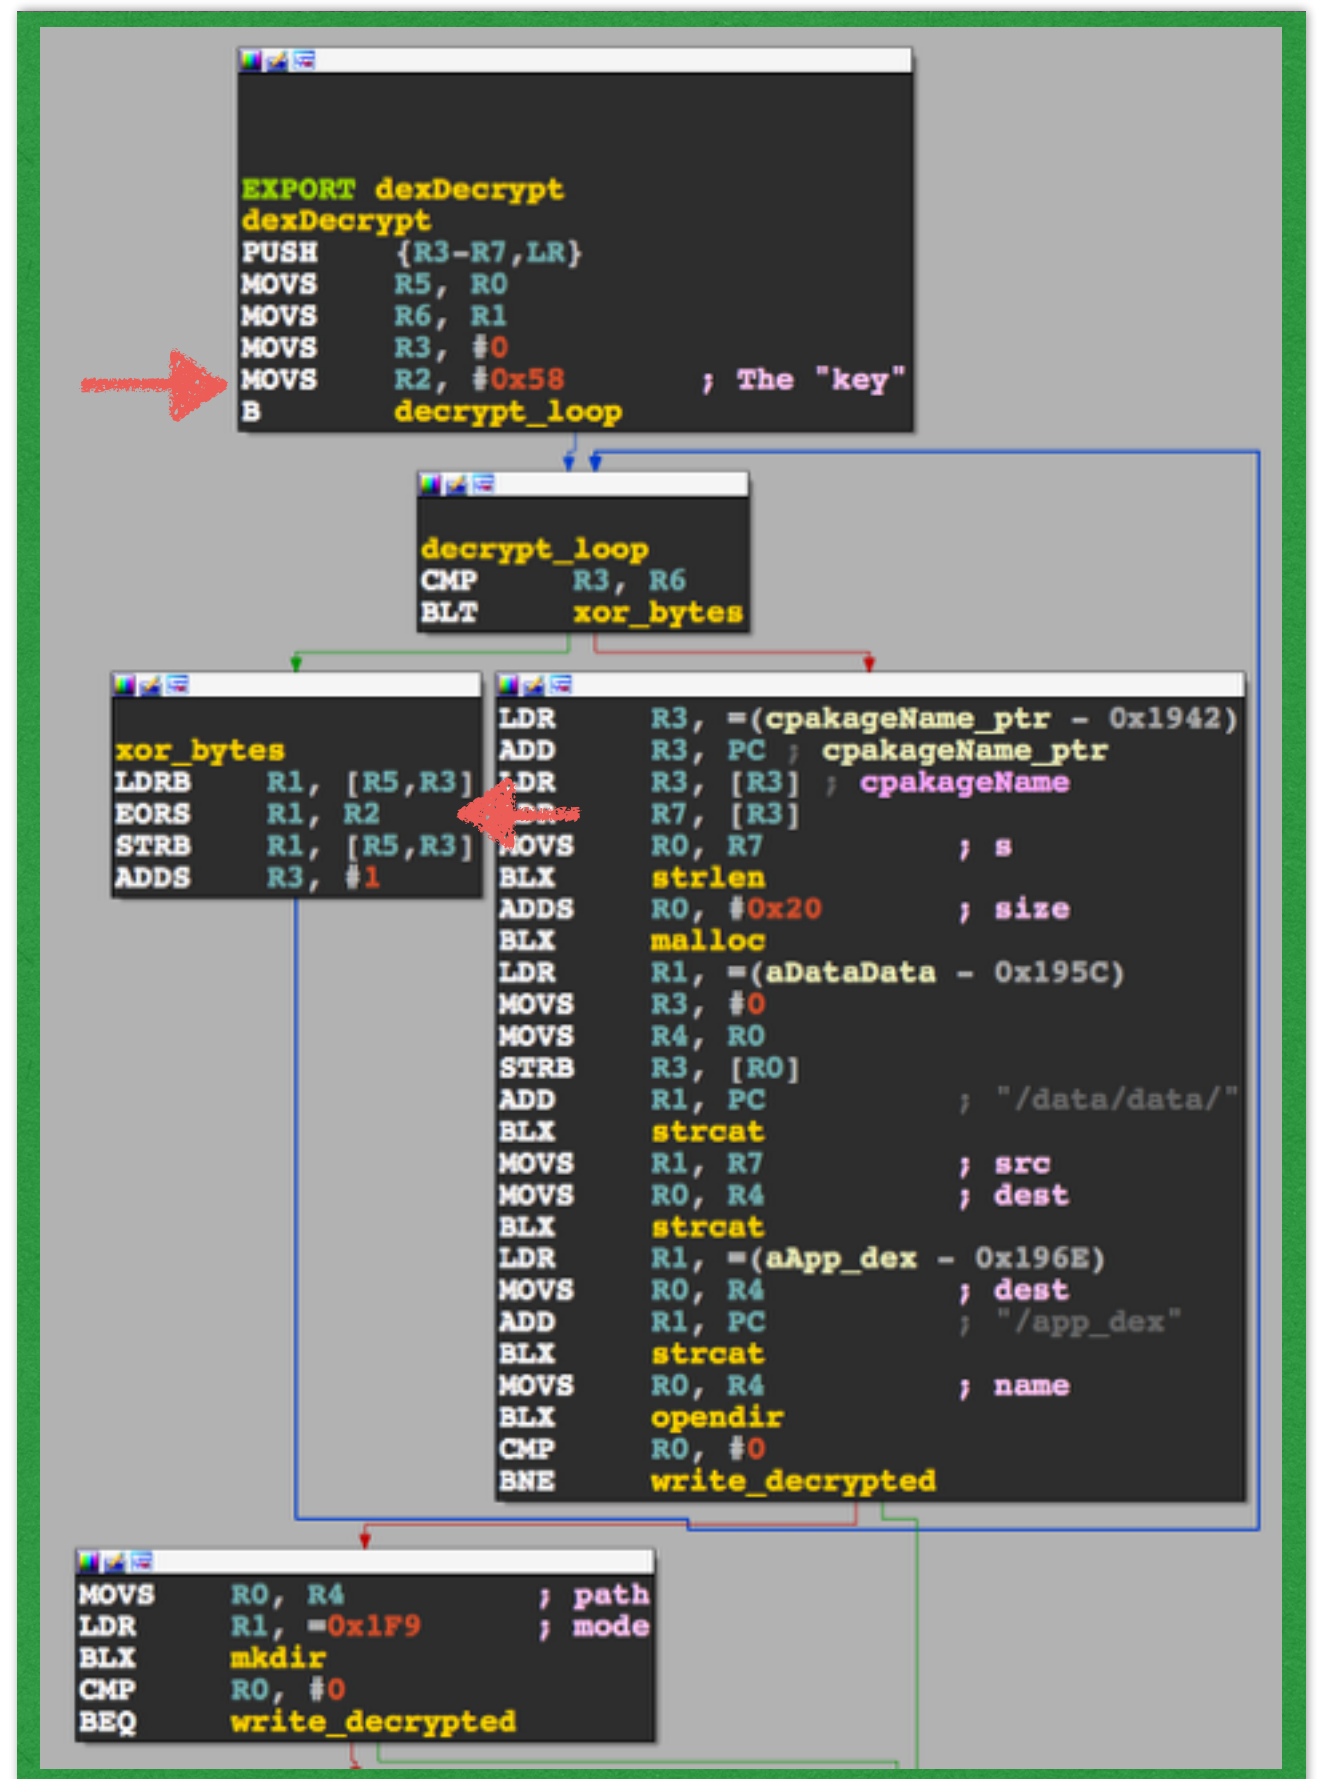 EXPORT dexDecrypt
dexDecrypt
PUSH {R3-R7,LR}
MOVS R5, R0
MOVS R6, R1
MOVS R3, #0
MOVS R2, #0x58 ; The "key"
B decrypt_loop
decrypt_loop
CMP R3, R6
BLT xor_bytes
xor_bytes
LDRB R1, [R5,R3]
EORS R1, R2
STRB R1, [R5,R3]
ADDS R3, #1
LDR R3, =(cpakageName_ptr - 0x1942)
ADD R3, PC ; cpakageName_ptr
LDR R3, [R3] ; cpakageName
LDR R7, [R3]
MOVS R0, R7 ; s
BLX strlen
ADDS R0, #0x20 ; size
BLX malloc
LDR R1, =(aDataData - 0x195C)
MOVS R3, #0
MOVS R4, R0
STRB R3, [R0]
ADD R1, PC ; "/data/data/"
BLX strcat
MOVS R1, R7 ; src
MOVS R0, R4 ; dest
BLX strcat
LDR R1, =(aApp_dex - 0x196E)
MOVS R0, R4 ; dest
ADD R1, PC ; "/app_dex"
BLX strcat
MOVS R0, R4 ; name
BLX opendir
CMP R0, #0
BNE write_decrypted
MOVS R0, R4 ; path
LDR R1, =0x1F9 ; mode
BLX mkdir
CMP R0, #0
BEQ write_decrypted